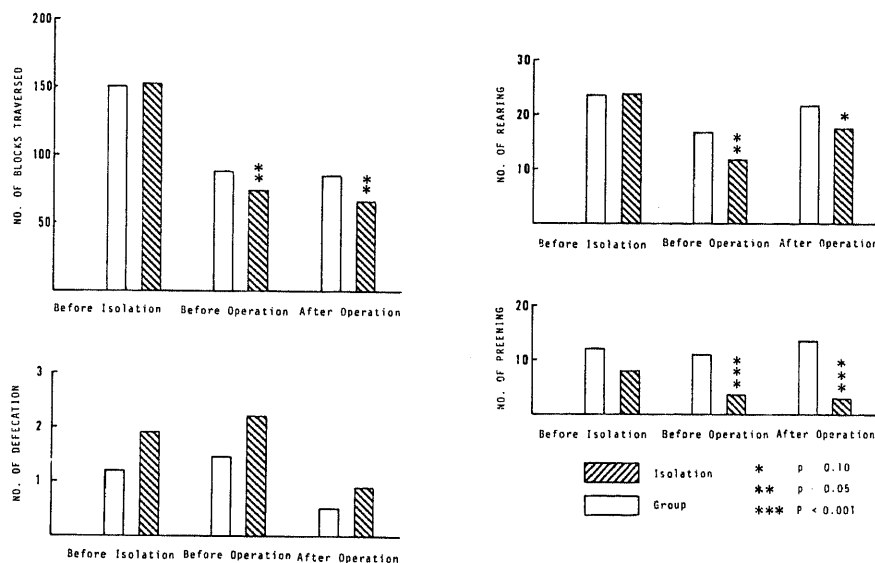 200
150
100
50
NO. OF BLOCKS TRAVERSED
**
**
Before Isolation Before Operation After Operation
3
2
1
NO. OF DEFECATION
Before Isolation Before Operation After Operation
30
20
10
NO. OF REARING
**
*
Before Isolation Before Operation After Operation
20
10
NO. OF PREENING
***
***
Before Isolation Before Operation After Operation
Isolation
Group
* p 0.10
** p 0.05
*** P < 0.001